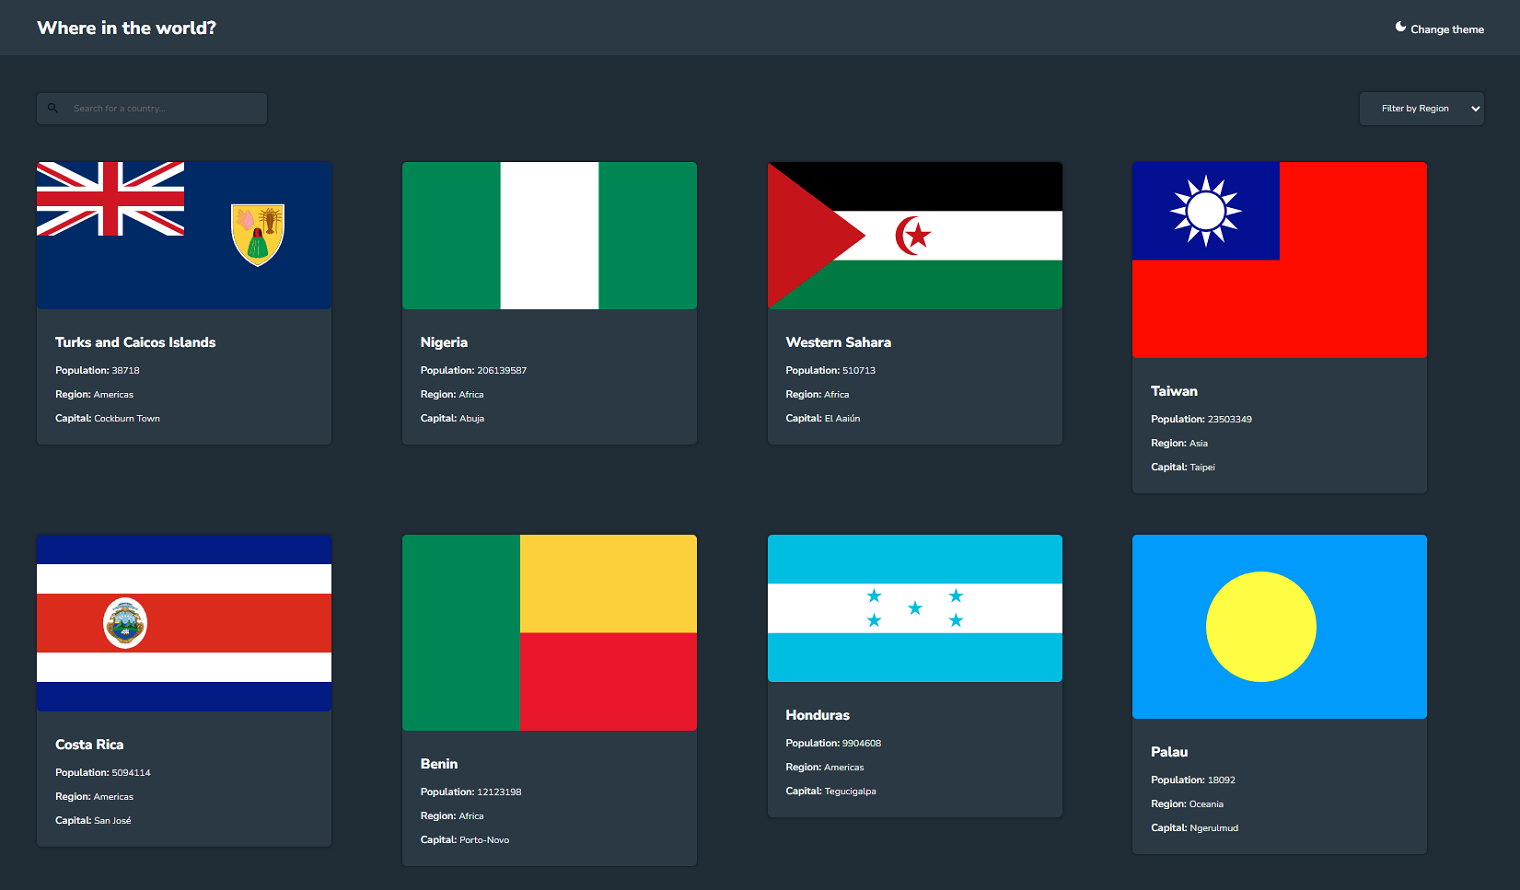 Where in the world?
Change theme
Search for a country...
Filter by Region
Turks and Caicos Islands
Population: 38718
Region: Americas
Capital: Cockburn Town
Nigeria
Population: 206139587
Region: Africa
Capital: Abuja
Western Sahara
Population: 510713
Region: Africa
Capital: El Aaiún
Taiwan
Population: 23503349
Region: Asia
Capital: Taipei
Costa Rica
Population: 5094114
Region: Americas
Capital: San José
Benin
Population: 12123198
Region: Africa
Capital: Porto-Novo
Honduras
Population: 9904608
Region: Americas
Capital: Tegucigalpa
Palau
Population: 18092
Region: Oceania
Capital: Ngerulmud